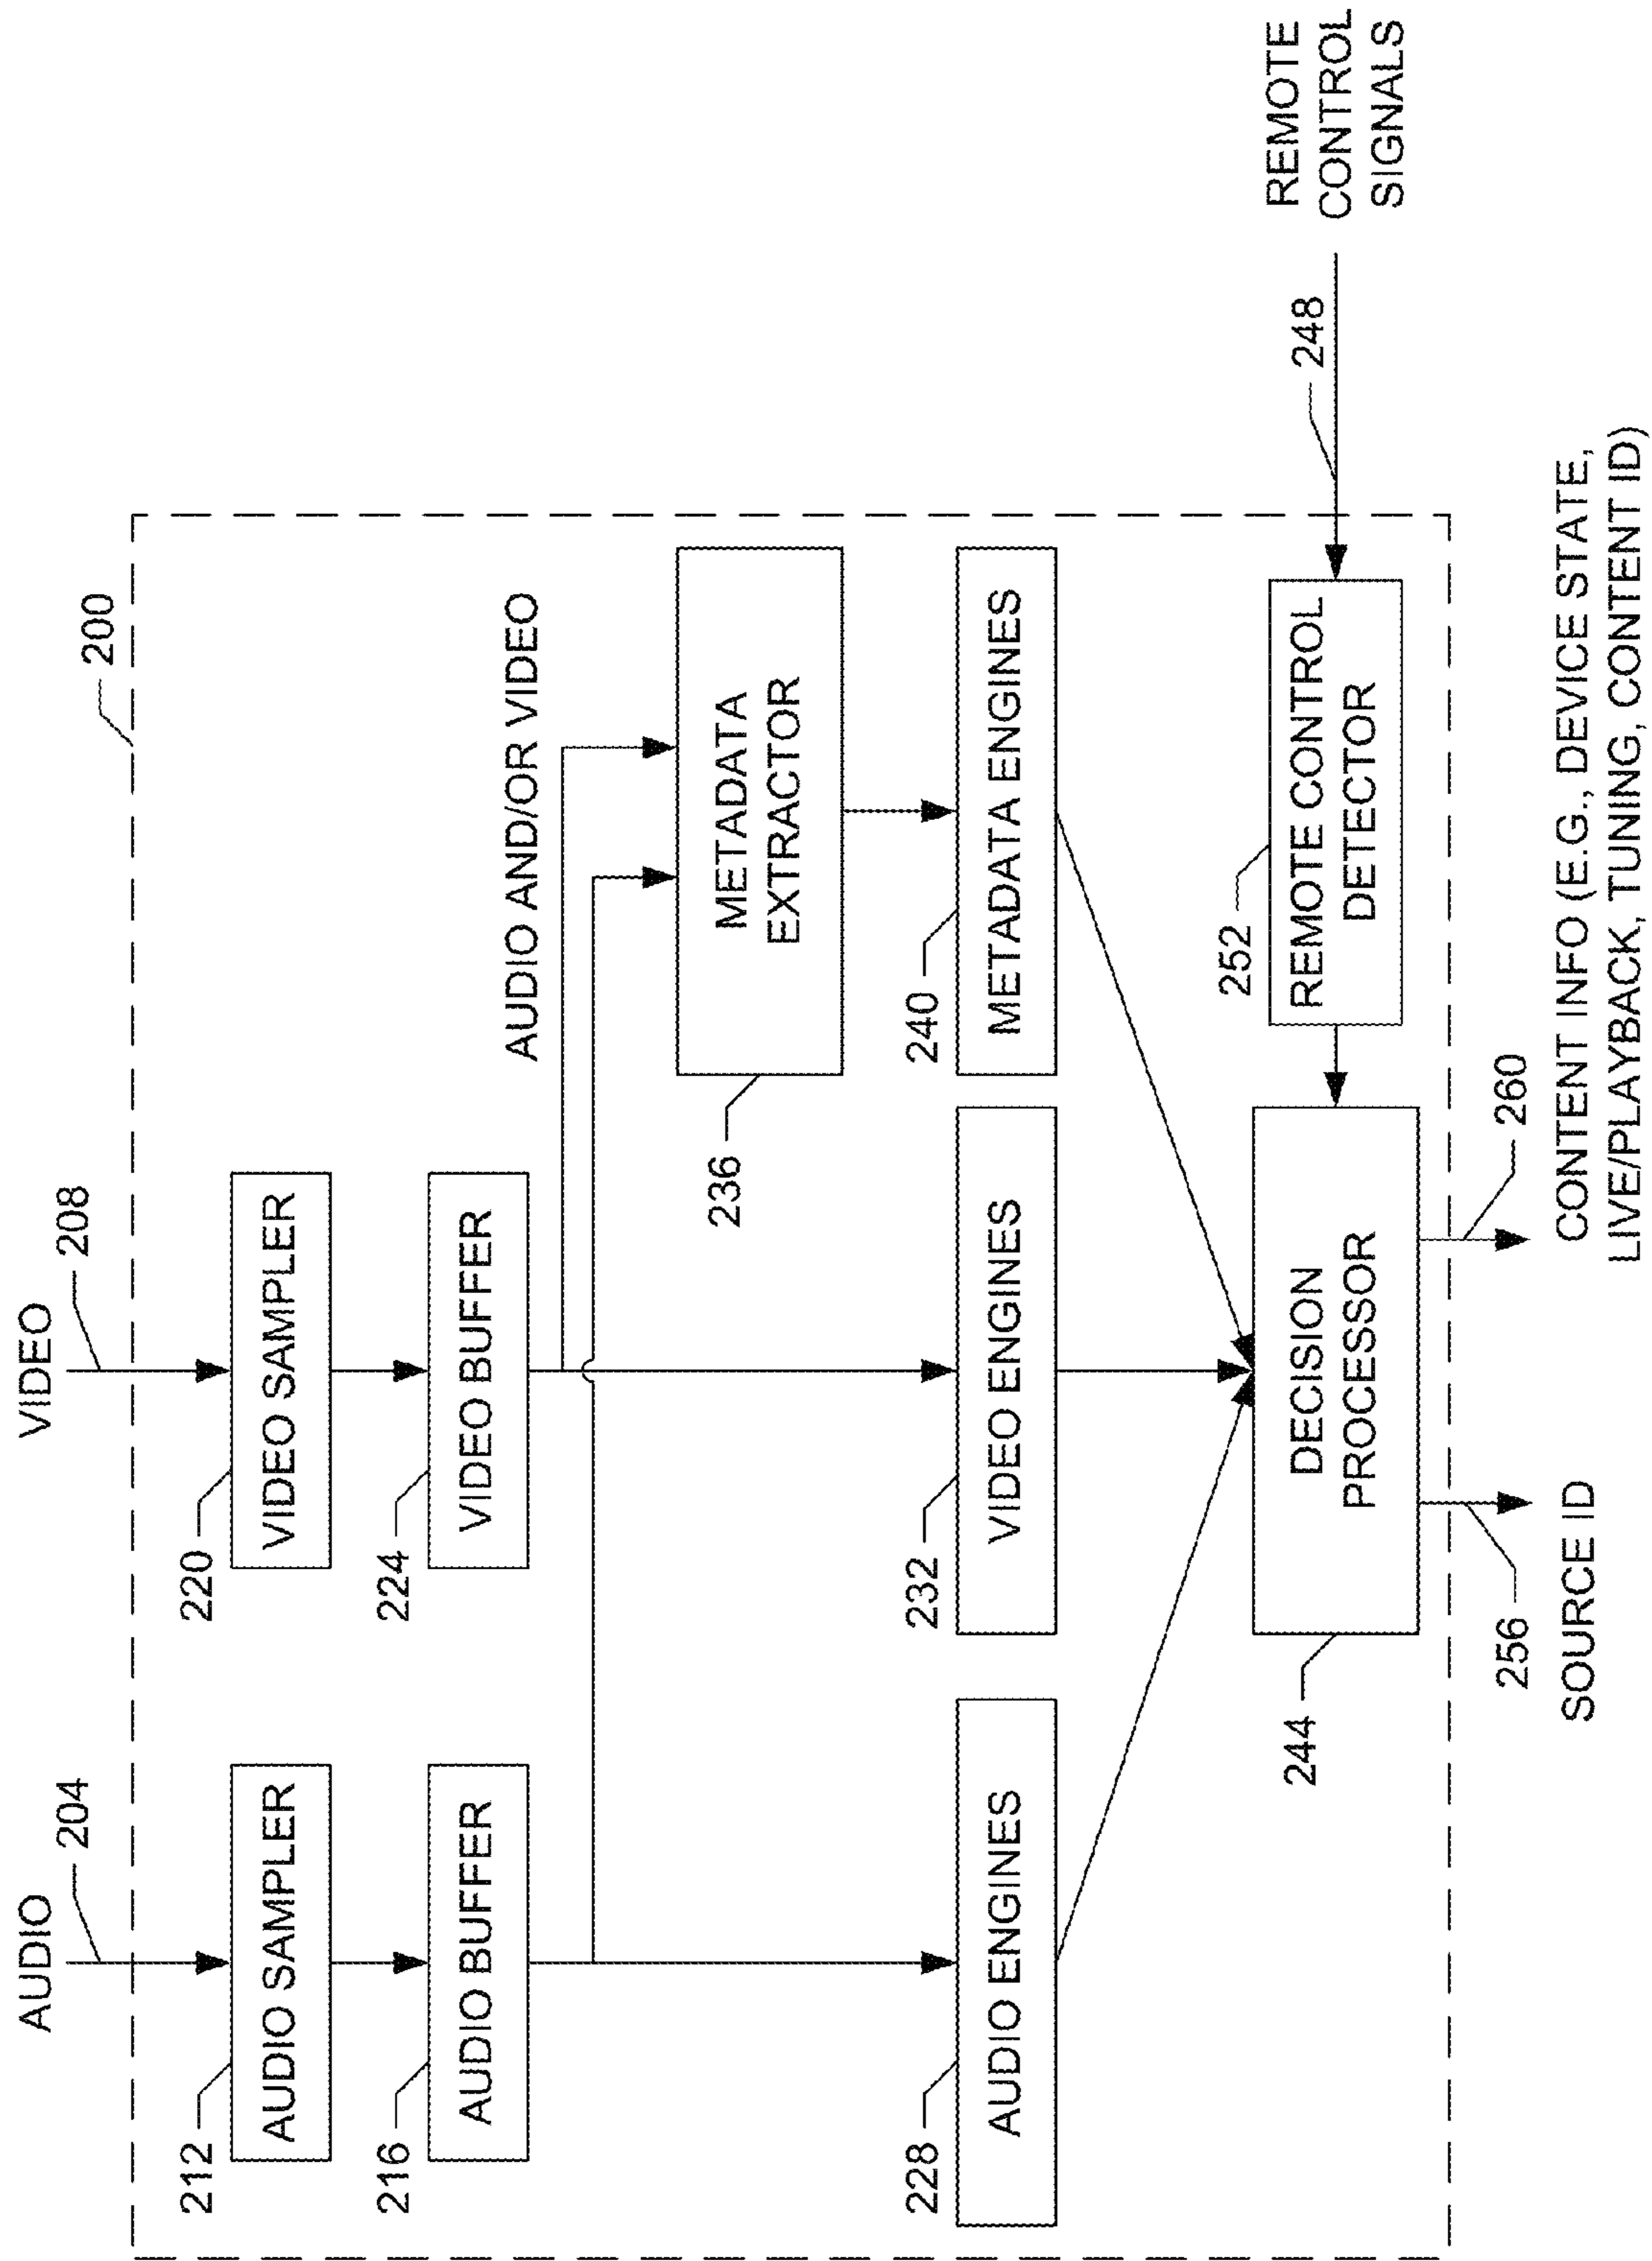 AUDIO
VIDEO
204
208
200
212
AUDIO SAMPLER
220
VIDEO SAMPLER
216
AUDIO BUFFER
224
VIDEO BUFFER
AUDIO AND/OR VIDEO
236
METADATA
EXTRACTOR
228
AUDIO ENGINES
232
VIDEO ENGINES
240
METADATA ENGINES
244
DECISION
PROCESSOR
252
REMOTE CONTROL
DETECTOR
248
REMOTE
CONTROL
SIGNALS
256
SOURCE ID
260
CONTENT INFO (E.G., DEVICE STATE,
LIVE/PLAYBACK, TUNING, CONTENT ID)